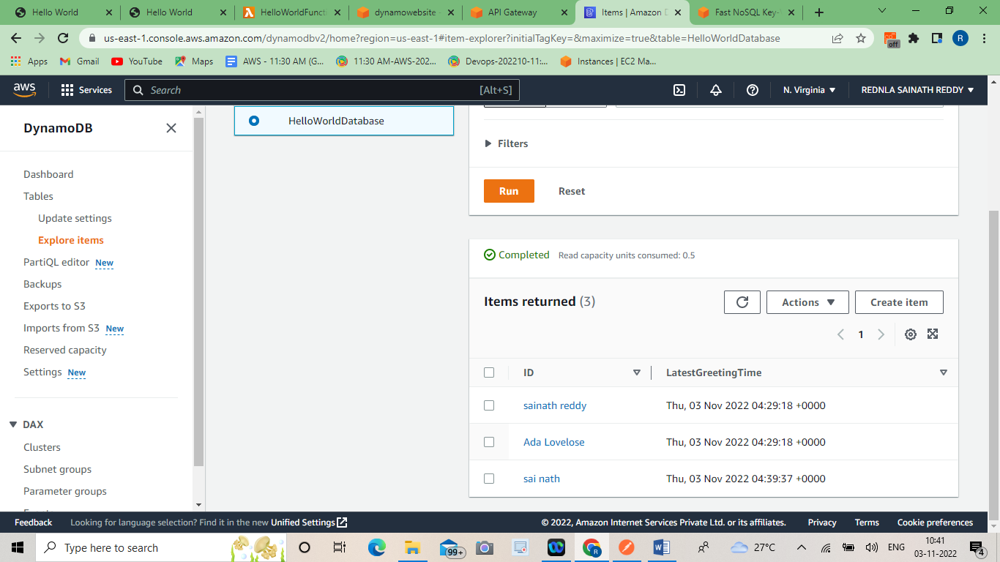 Hello World
Hello World
HelloWorldFuncti
dynamowebsite -
API Gateway
Items | Amazon D
Fast NoSQL Key-V
us-east-1.console.aws.amazon.com/dynamodbv2/home?region=us-east-1#item-explorer?initialTagKey=&maximize=true&table=HelloWorldDatabase
off
R
Apps
Gmail
YouTube
Maps
AWS - 11:30 AM (G...
11:30 AM-AWS-202...
Devops-202210-11:...
Instances | EC2 Ma...
aws
Services
Search
[Alt+S]
N. Virginia
REDNLA SAINATH REDDY
DynamoDB
Dashboard
Tables
Update settings
Explore items
PartiQL editor New
Backups
Exports to S3
Imports from S3 New
Reserved capacity
Settings New
DAX
Clusters
Subnet groups
Parameter groups
HelloWorldDatabase
Filters
Run
Reset
Completed Read capacity units consumed: 0.5
Items returned (3)
Actions
Create item
1
ID LatestGreetingTime
sainath reddy Thu, 03 Nov 2022 04:29:18 +0000
Ada Lovelose Thu, 03 Nov 2022 04:29:18 +0000
sai nath Thu, 03 Nov 2022 04:39:37 +0000
Feedback
Looking for language selection? Find it in the new Unified Settings
© 2022, Amazon Internet Services Private Ltd. or its affiliates.
Privacy
Terms
Cookie preferences
Type here to search
99+
R
27°C
ENG
10:41
03-11-2022
4